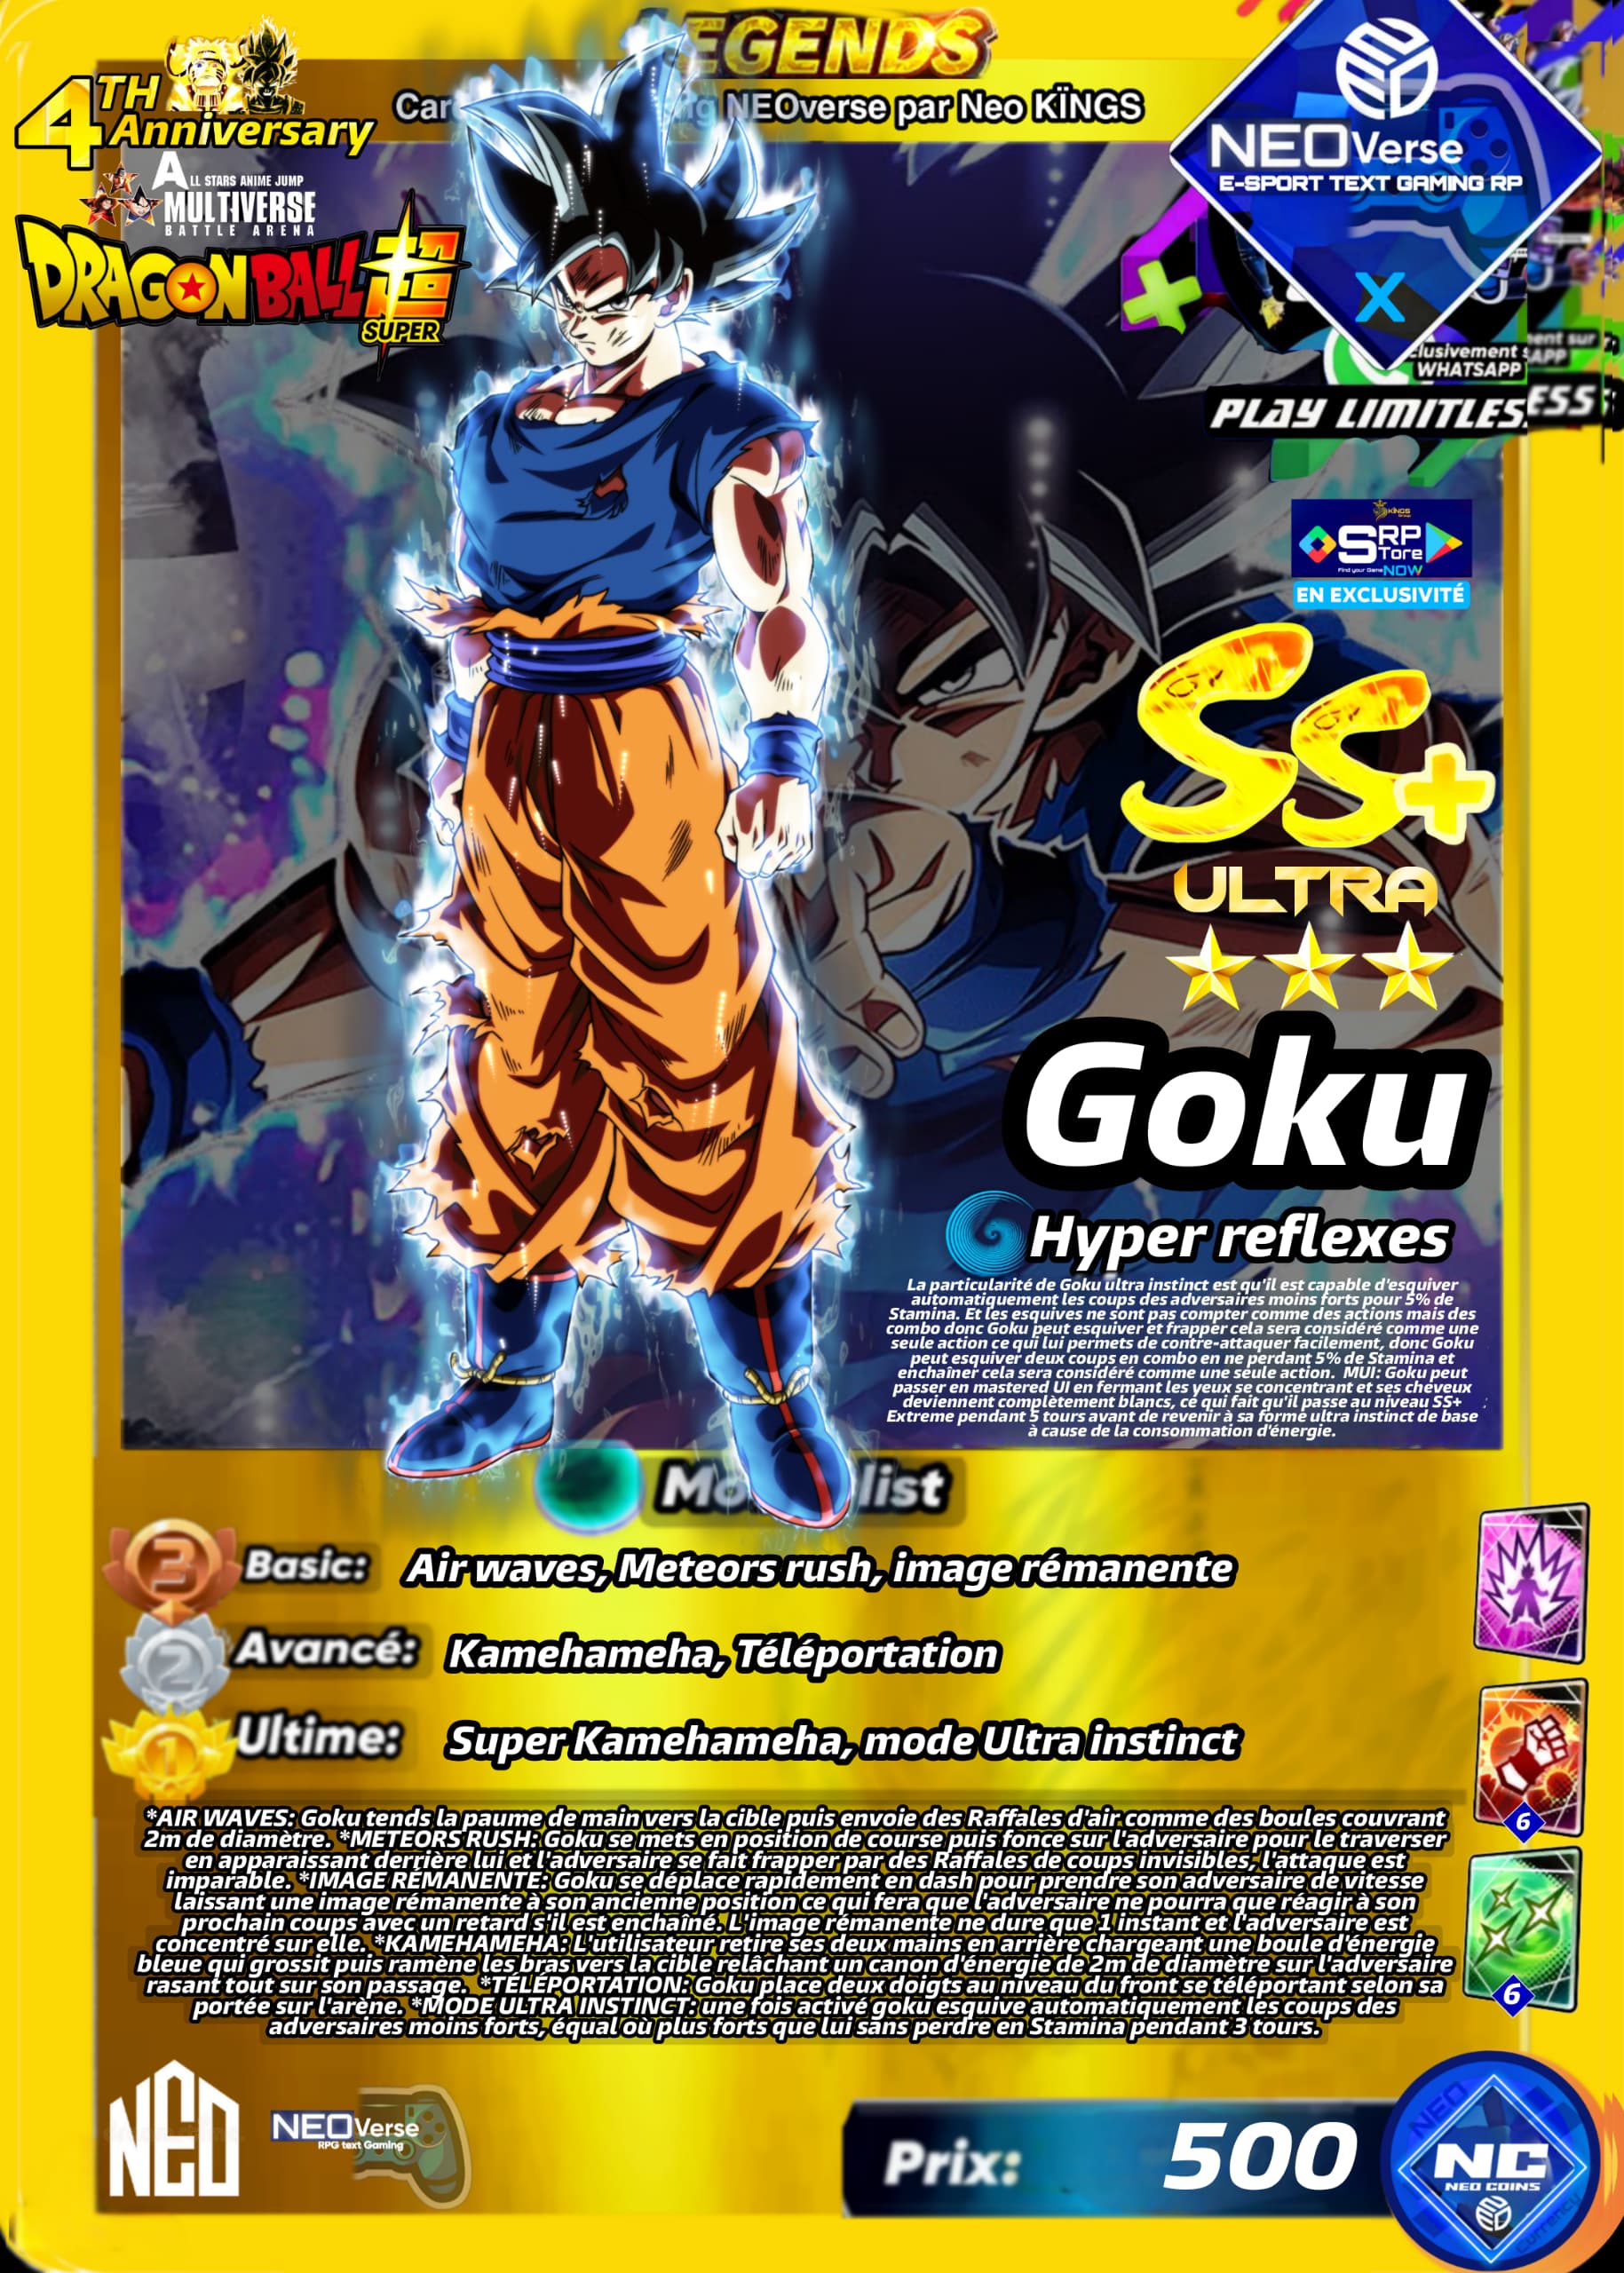 EGENDS
4TH
Anniversary
NEOverse par Neo KÏNGS
NEOVerse
E-SPORT TEXT GAMING RP
ALL STARS ANIME JUMP
MULTIVERSE
BATTLE ARENA
DRAGON BALL
SUPER
X
WHATSAPP
PLAY LIMITLESS
KINGS
SRP
Tore
Find your Game NOW
EN EXCLUSIVITÉ
SS+
ULTRA
Goku
Hyper reflexes
La particularité de Goku ultra instinct est qu'il est capable d'esquiver
automatiquement les coups des adversaires moins forts pour 5% de
Stamina. Et les esquives ne sont pas compter comme des actions mais des
combo donc Goku peut esquiver et frapper cela sera considéré comme une
seule action ce qui lui permets de contre-attaquer facilement, donc Goku
peut esquiver deux coups en combo en ne perdant 5% de Stamina et
enchaîner cela sera considéré comme une seule action. MUI: Goku peut
passer en mastered UI en fermant les yeux se concentrant et ses cheveux
deviennent complètement blancs, ce qui fait qu'il passe au niveau SS+
Extreme pendant 5 tours avant de revenir à sa forme ultra instinct de base
à cause de la consommation d'énergie.
list
3 Basic: Air waves, Meteors rush, image rémanente
2 Avancé: Kamehameha, Téléportation
1 Ultime: Super Kamehameha, mode Ultra instinct
*AIR WAVES: Goku tends la paume de main vers la cible puis envoie des Raffales d'air comme des boules couvrant
2m de diamètre. *METEORS RUSH: Goku se mets en position de course puis fonce sur l'adversaire pour le traverser
en apparaissant derrière lui et l'adversaire se fait frapper par des Raffales de coups invisibles, l'attaque est
imparable. *IMAGE RÉMANENTE: Goku se déplace rapidement en dash pour prendre son adversaire de vitesse
laissant une image rémanente à son ancienne position ce qui fera que l'adversaire ne pourra que réagir à son
prochain coups avec un retard s'il est enchaîné. L'image rémanente ne dure que 1 instant et l'adversaire est
concentré sur elle. *KAMEHAMEHA: L'utilisateur retire ses deux mains en arrière chargeant une boule d'énergie
bleue qui grossit puis ramène les bras vers la cible relâchant un canon d'énergie de 2m de diamètre sur l'adversaire
rasant tout sur son passage. *TÉLÉPORTATION: Goku place deux doigts au niveau du front se téléportant selon sa
portée sur l'arène. *MODE ULTRA INSTINCT: une fois activé goku esquive automatiquement les coups des
adversaires moins forts, équal où plus forts que lui sans perdre en Stamina pendant 3 tours.
6
6
NEO
NEOVerse
RPG text Gaming
Prix: 500
NC
NEO COINS